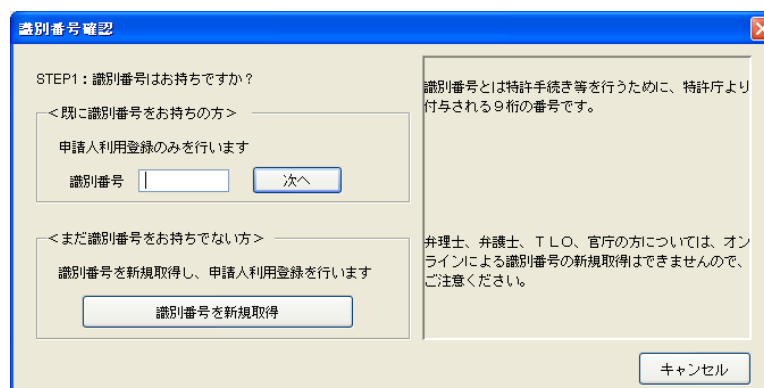 識別番号確認
STEP1：識別番号はお持ちですか？
＜既に識別番号をお持ちの方＞
申請人利用登録のみを行います
識別番号
次へ
＜まだ識別番号をお持ちでない方＞
識別番号を新規取得し、申請人利用登録を行います
識別番号を新規取得
識別番号とは特許手続き等を行うために、特許庁より
付与される９桁の番号です。
弁理士、弁護士、ＴＬＯ、官庁の方については、オン
ラインによる識別番号の新規取得はできませんので、
ご注意ください。
キャンセル